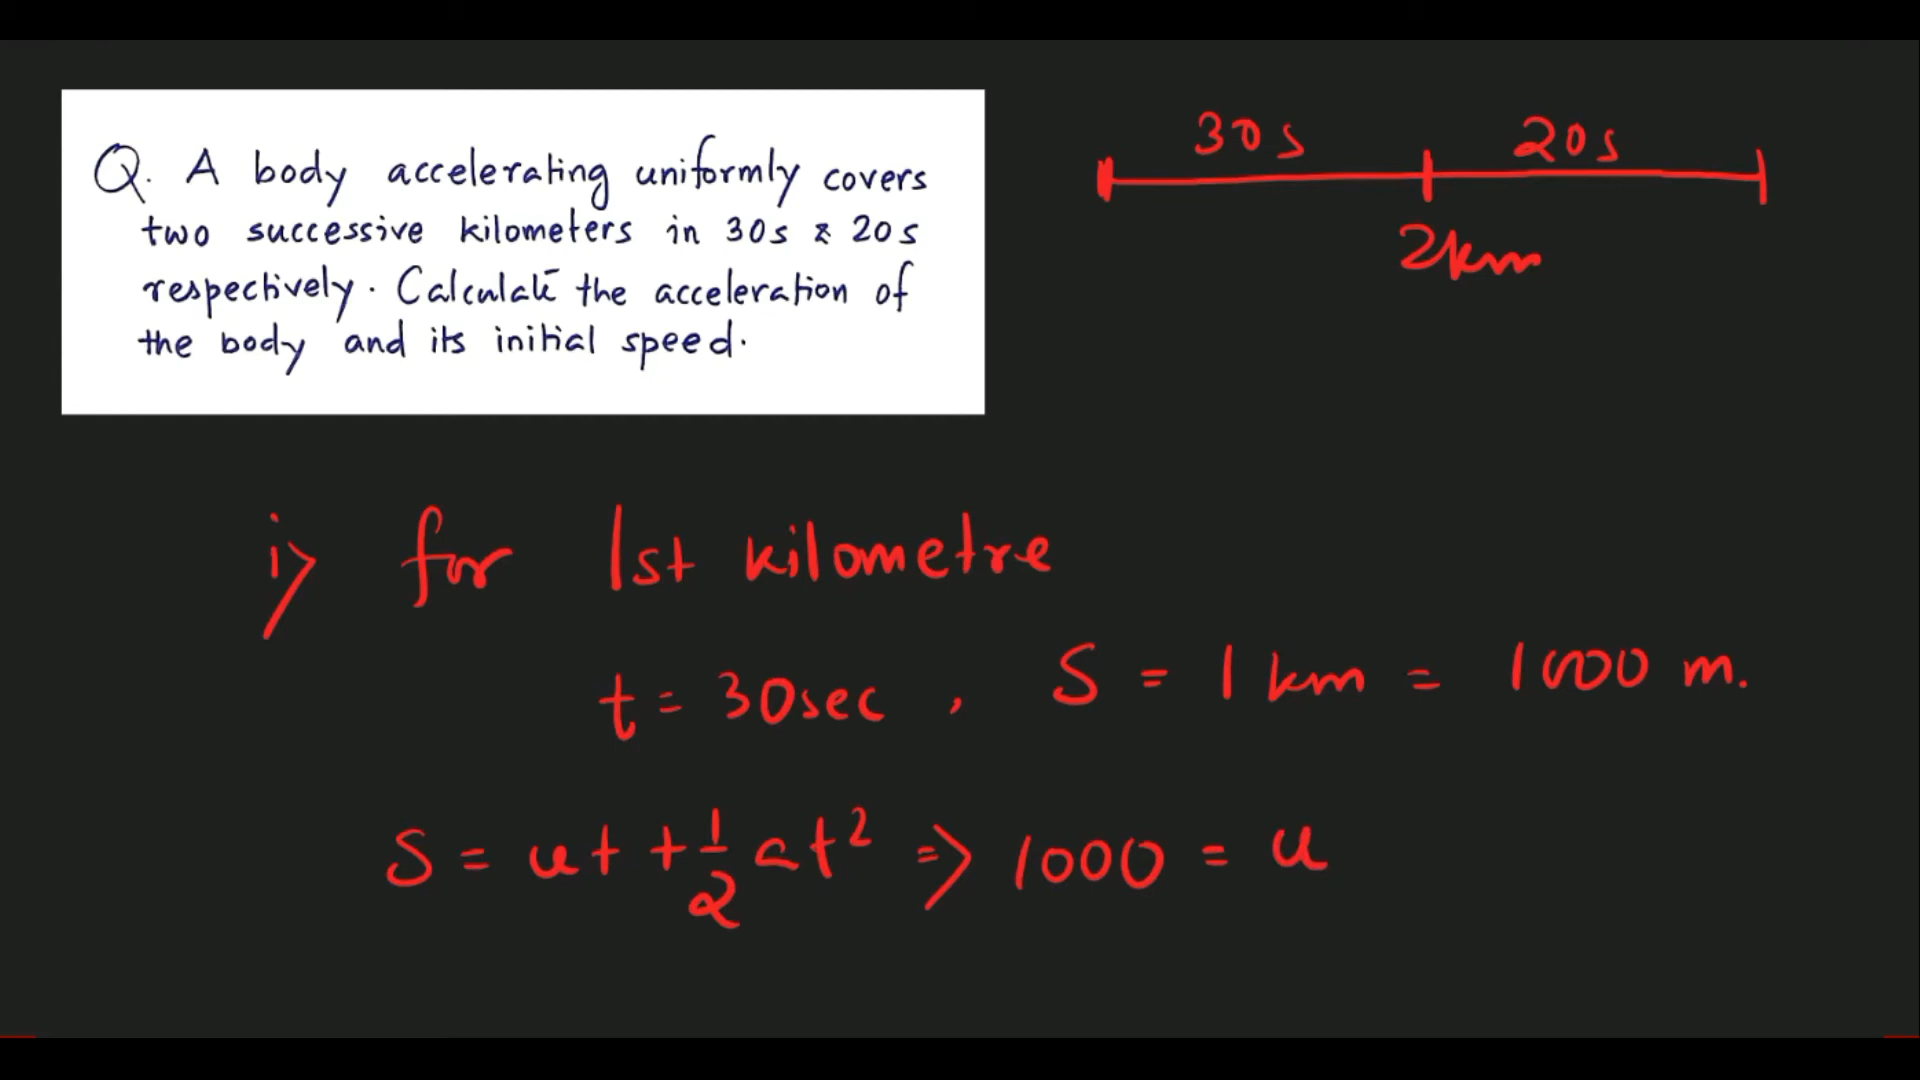 Q. A body accelerating uniformly covers
two successive kilometers in 30s & 20s
respectively. Calculate the acceleration of
the body and its initial speed.
30s 20s
2km
i> for 1st kilometre
t = 30sec , S = 1 km = 1000 m.
S = ut + 1/2 at² => 1000 = u